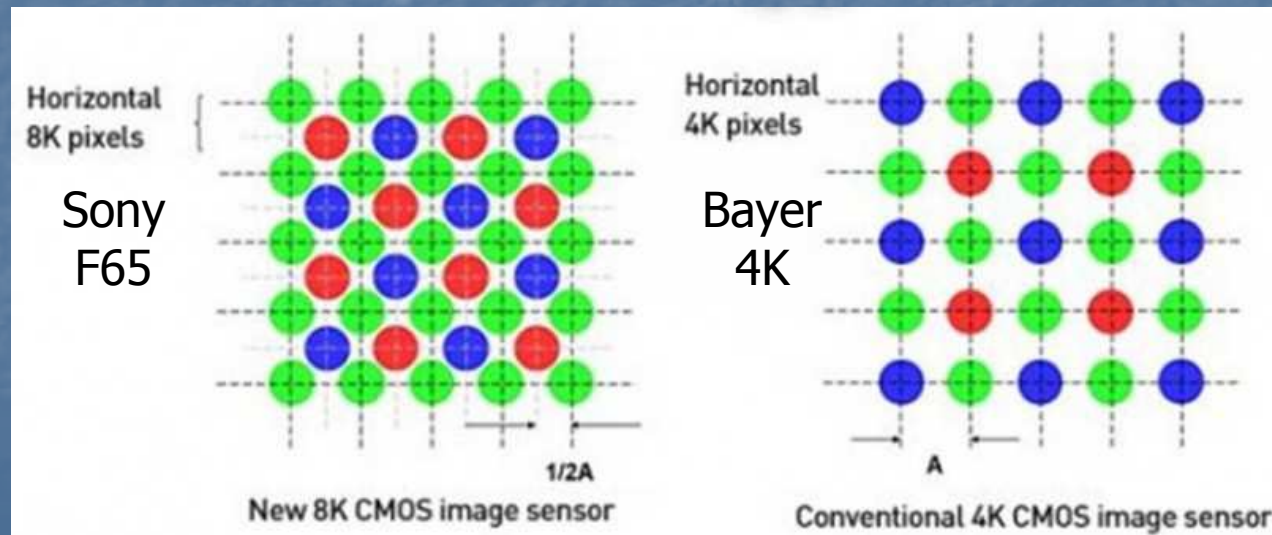 Horizontal
8K pixels
Sony
F65
1/2A
New 8K CMOS image sensor
Horizontal
4K pixels
Bayer
4K
A
Conventional 4K CMOS image sensor